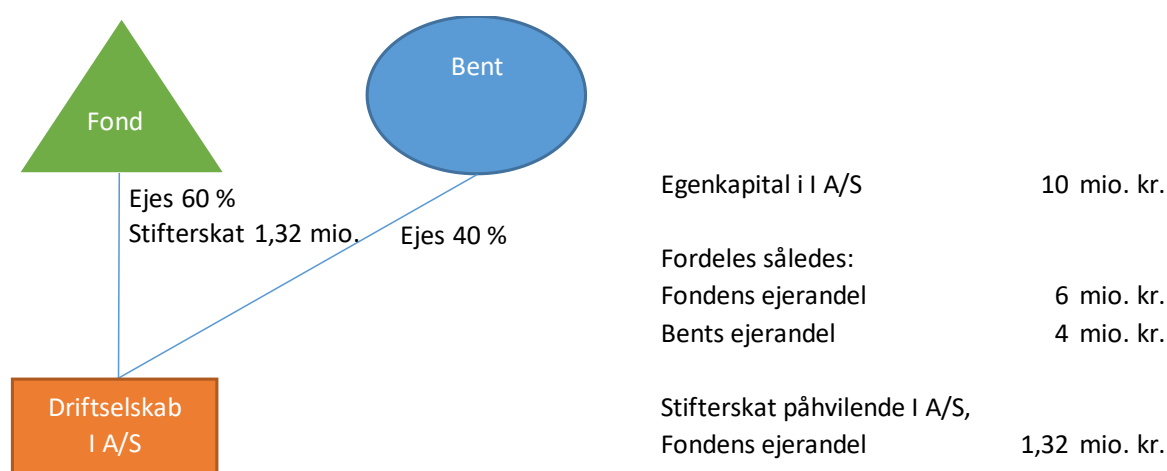 Fond
Bent
Ejes 60 %
Stifterskat 1,32 mio.
Ejes 40 %
Driftselskab
I A/S
Egenkapital i I A/S 10 mio. kr.
Fordeles således:
Fondens ejerandel 6 mio. kr.
Bents ejerandel 4 mio. kr.
Stifterskat påhvilende I A/S,
Fondens ejerandel 1,32 mio. kr.